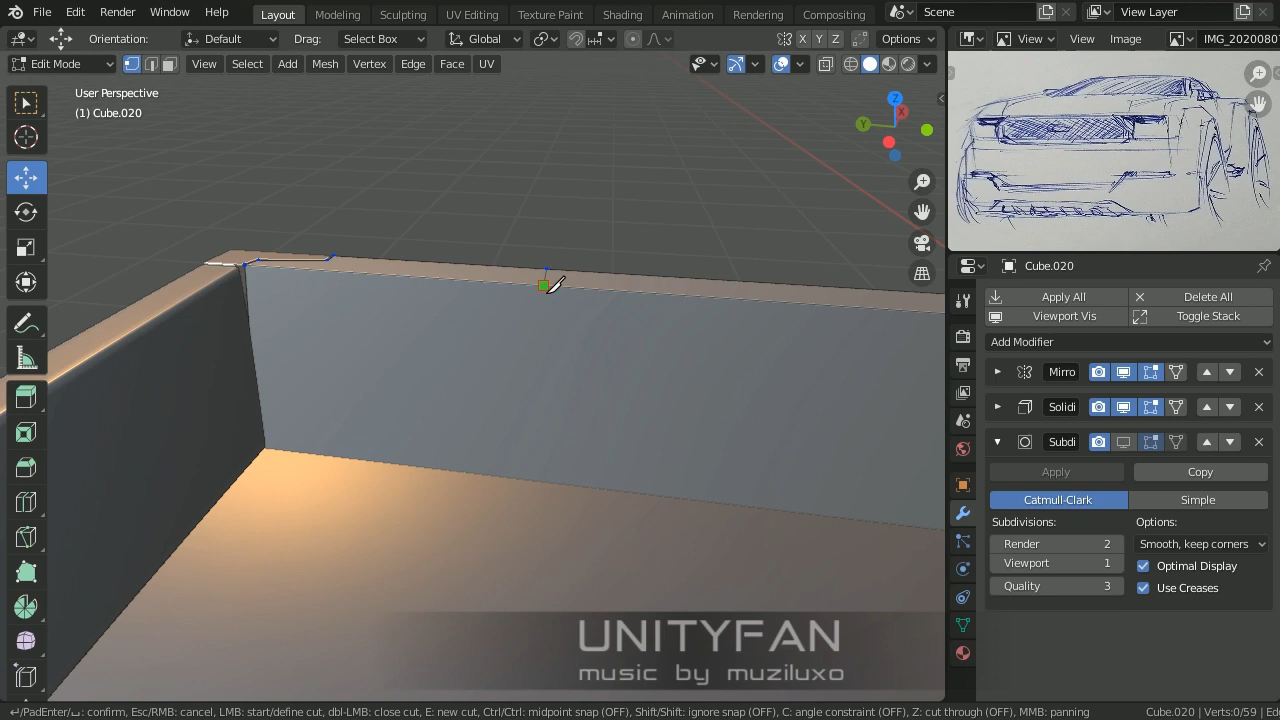 File Edit Render Window Help Layout Modeling Sculpting UV Editing Texture Paint Shading Animation Rendering Compositing Scene View Layer
Orientation: Default Drag: Select Box Global X Y Z Options View View Image IMG_2020080
Edit Mode View Select Add Mesh Vertex Edge Face UV
User Perspective
(1) Cube.020
Z
X
Y
Cube.020
Apply All Delete All
Viewport Vis Toggle Stack
Add Modifier
Mirro
Solidi
Subdi
Apply Copy
Catmull-Clark Simple
Subdivisions: Options:
Render 2 Smooth, keep corners
Viewport 1 Optimal Display
Quality 3 Use Creases
UNITYFAN
music by muziluxo
: confirm, Esc/RMB: cancel, LMB: start/define cut, dbl-LMB: close cut, E: new cut, Ctrl/Ctrl: midpoint snap (OFF), Shift/Shift: ignore snap (OFF), C: angle constraint (OFF), Z: cut through (OFF), MMB: panning Cube.020 | Verts:0/59 | Ed